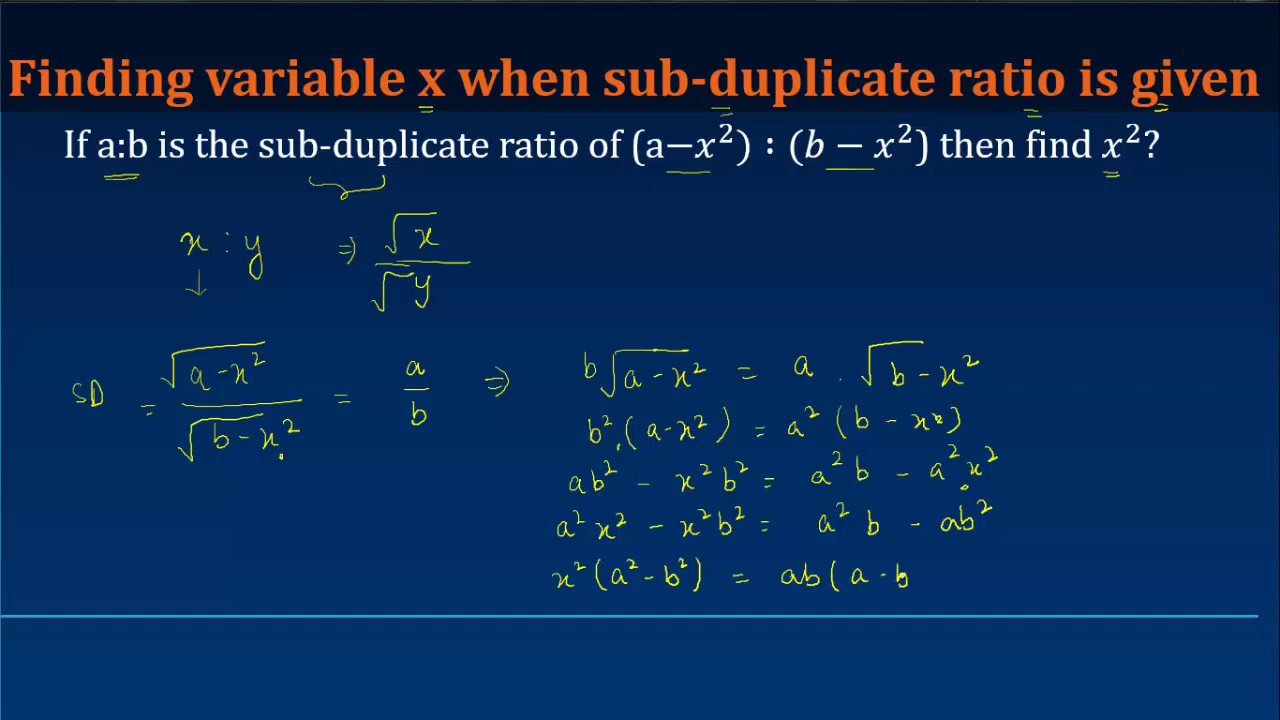 Finding variable x when sub-duplicate ratio is given
If a:b is the sub-duplicate ratio of (a−x²) : (b − x²) then find x²?
x : y ⇒ √x / √y
SD = √(a-x²) / √(b-x²) = a/b ⇒ b√(a-x²) = a . √(b-x²)
b².(a-x²) = a²(b - x²)
ab² - x²b² = a²b - a²x²
a²x² - x²b² = a²b - ab²
x²(a²-b²) = ab(a-b